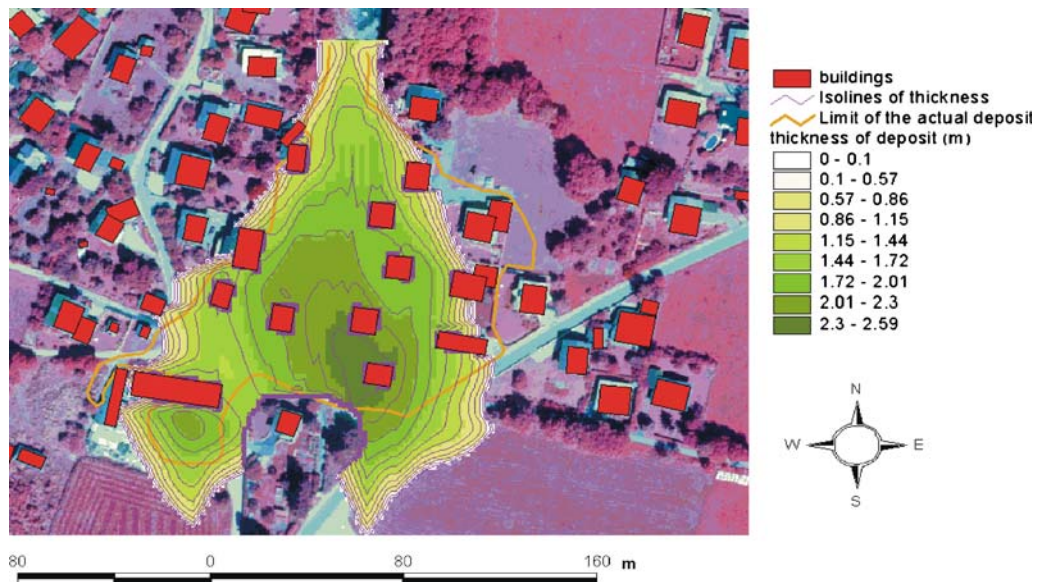 buildings
Isolines of thickness
Limit of the actual deposit
thickness of deposit (m)
0 - 0.1
0.1 - 0.57
0.57 - 0.86
0.86 - 1.15
1.15 - 1.44
1.44 - 1.72
1.72 - 2.01
2.01 - 2.3
2.3 - 2.59
N
W E
S
80 0 80 160 m